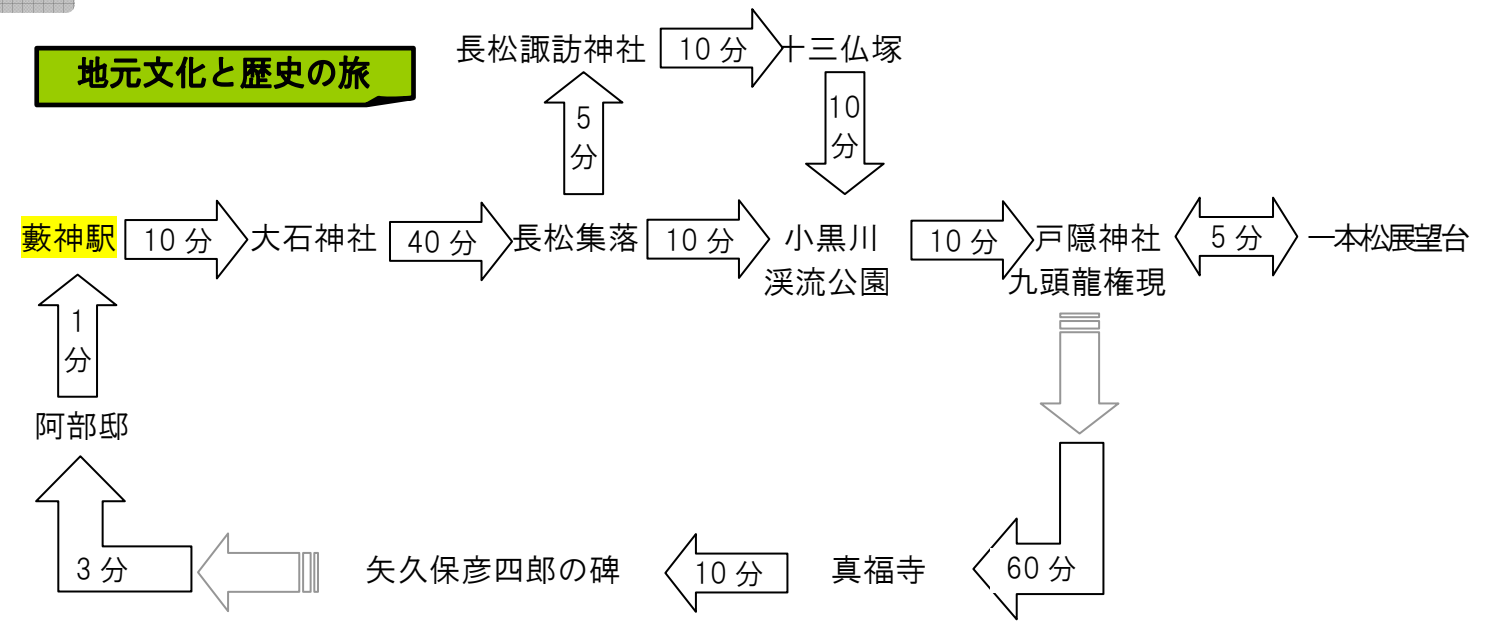 地元文化と歴史の旅
長松諏訪神社 10分 十三仏塚
5
分
10
分
藪神駅 10分 大石神社 40分 長松集落 10分 小黒川 10分 戸隠神社 5分 一本松展望台
渓流公園 九頭龍権現
1
分
阿部邸
3分 矢久保彦四郎の碑 10分 真福寺 60分